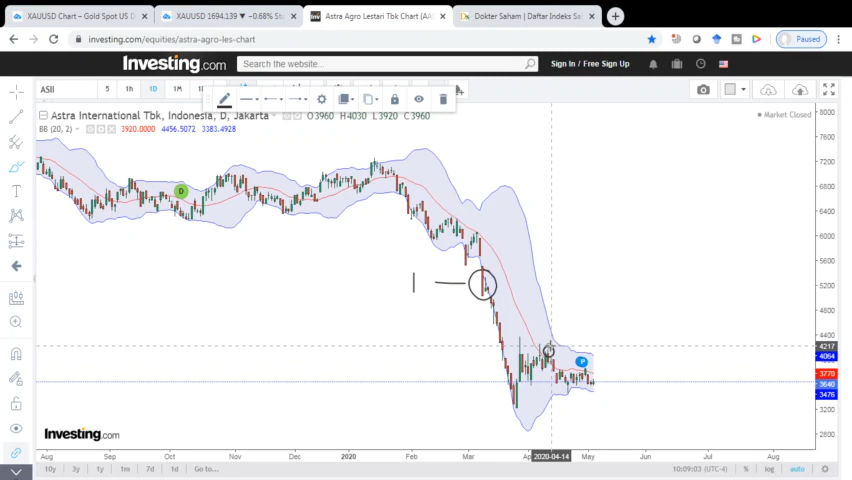 XAUUSD Chart – Gold Spot US D
XAUUSD 1694.139 ▼ −0.68% St
Astra Agro Lestari Tbk Chart (AA
Dokter Saham | Daftar Indeks Sa
investing.com/equities/astra-agro-les-chart
Paused
Investing.com
Search the website...
Sign In / Free Sign Up
ASII
5
1h
1D
1M
Astra International Tbk, Indonesia, D, Jakarta
O3960 H4030 L3920 C3960
Market Closed
BB (20, 2)
3920.0000 4456.5072 3383.4928
8000
7600
7200
6800
6400
6000
5600
5200
4800
4400
4217
4064
3770
3640
3476
3200
2800
D
P
Investing.com
Aug
Sep
Oct
Nov
Dec
2020
Feb
Mar
2020-04-14
May
Jun
Jul
Aug
10y
3y
1y
1m
7d
1d
Go to...
10:09:03 (UTC-4)
%
log
auto